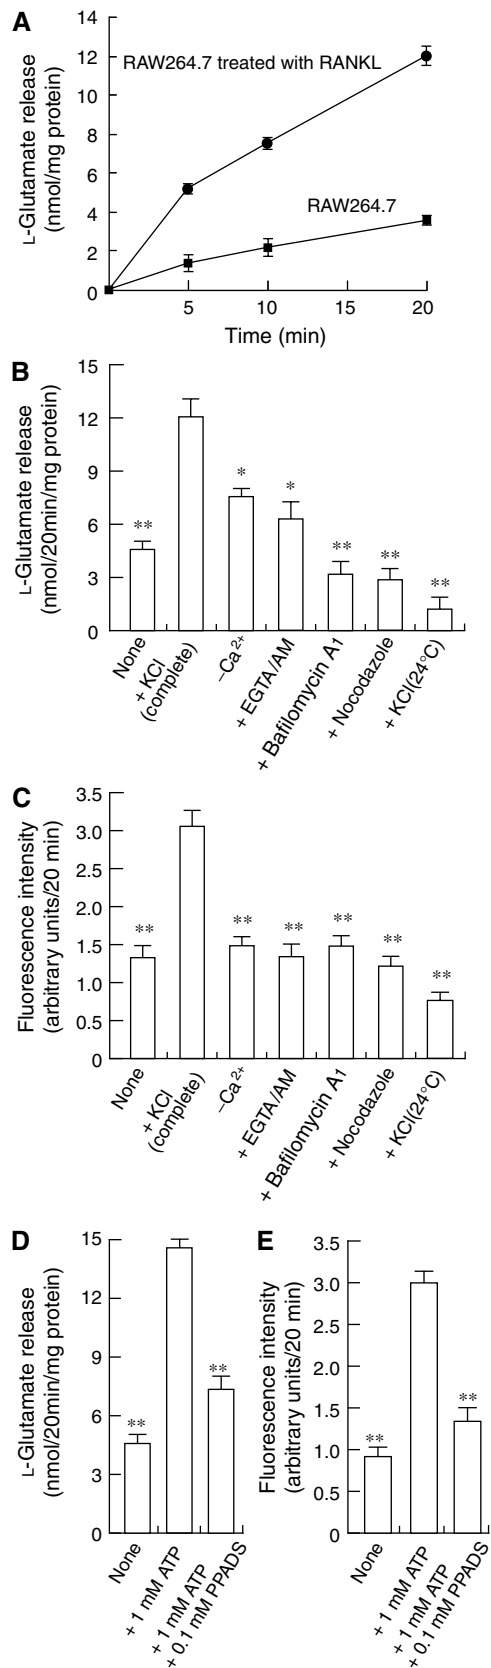 A
L-Glutamate release
(nmol/mg protein)
14
12
10
8
6
4
2
0
RAW264.7 treated with RANKL
RAW264.7
5
10
15
20
Time (min)
B
L-Glutamate release
(nmol/20min/mg protein)
15
12
9
6
3
0
**
*
*
**
**
**
None
+ KCl
(complete)
–Ca2+
+ EGTA/AM
+ Bafilomycin A1
+ Nocodazole
+ KCl(24°C)
C
Fluorescence intensity
(arbitrary units/20 min)
3.5
3.0
2.5
2.0
1.5
1.0
0.5
0
**
**
**
**
**
**
None
+ KCl
(complete)
–Ca2+
+ EGTA/AM
+ Bafilomycin A1
+ Nocodazole
+ KCl(24°C)
D
L-Glutamate release
(nmol/20min/mg protein)
15
12
9
6
3
0
**
**
None
+ 1 mM ATP
+ 1 mM ATP
+ 0.1 mM PPADS
E
Fluorescence intensity
(arbitrary units/20 min)
3.5
3.0
2.5
2.0
1.5
1.0
0.5
0
**
**
None
+ 1 mM ATP
+ 1 mM ATP
+ 0.1 mM PPADS